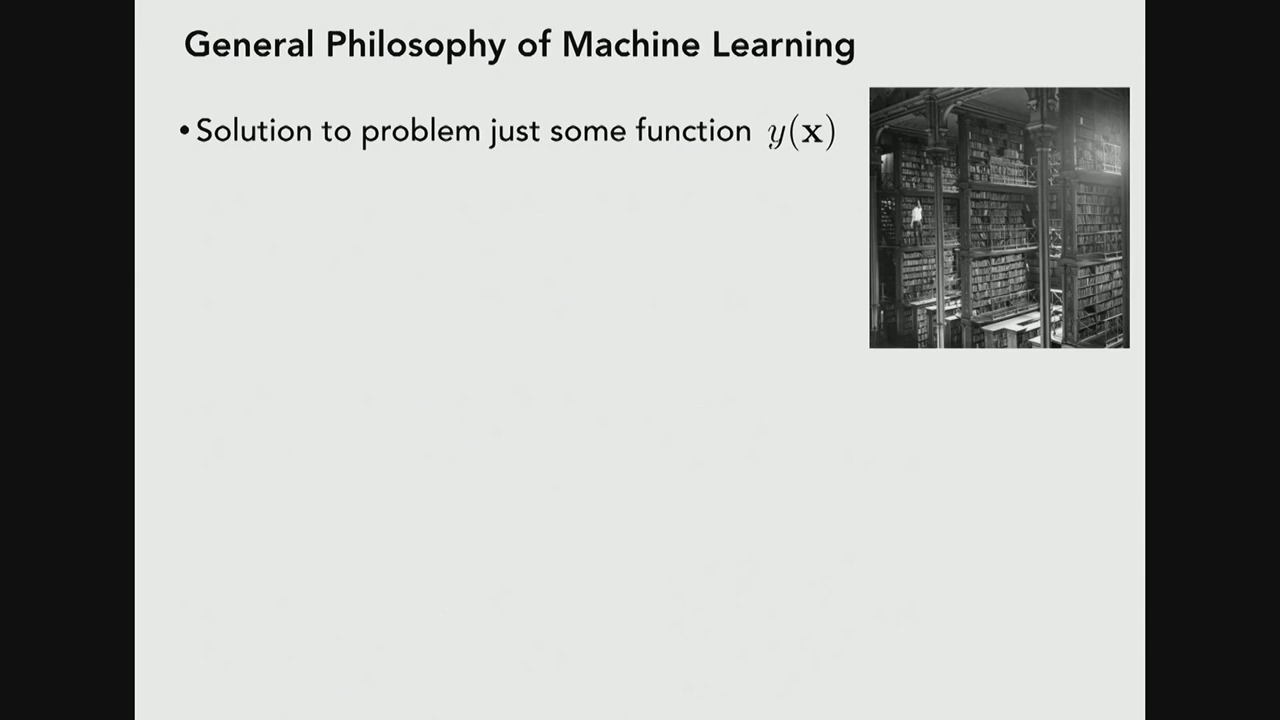 General Philosophy of Machine Learning
• Solution to problem just some function y(x)